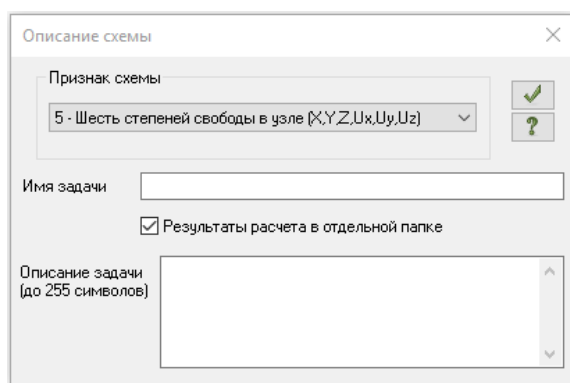 Описание схемы
Признак схемы
5 - Шесть степеней свободы в узле (X,Y,Z,Ux,Uy,Uz)
Имя задачи
Результаты расчета в отдельной папке
Описание задачи
(до 255 символов)